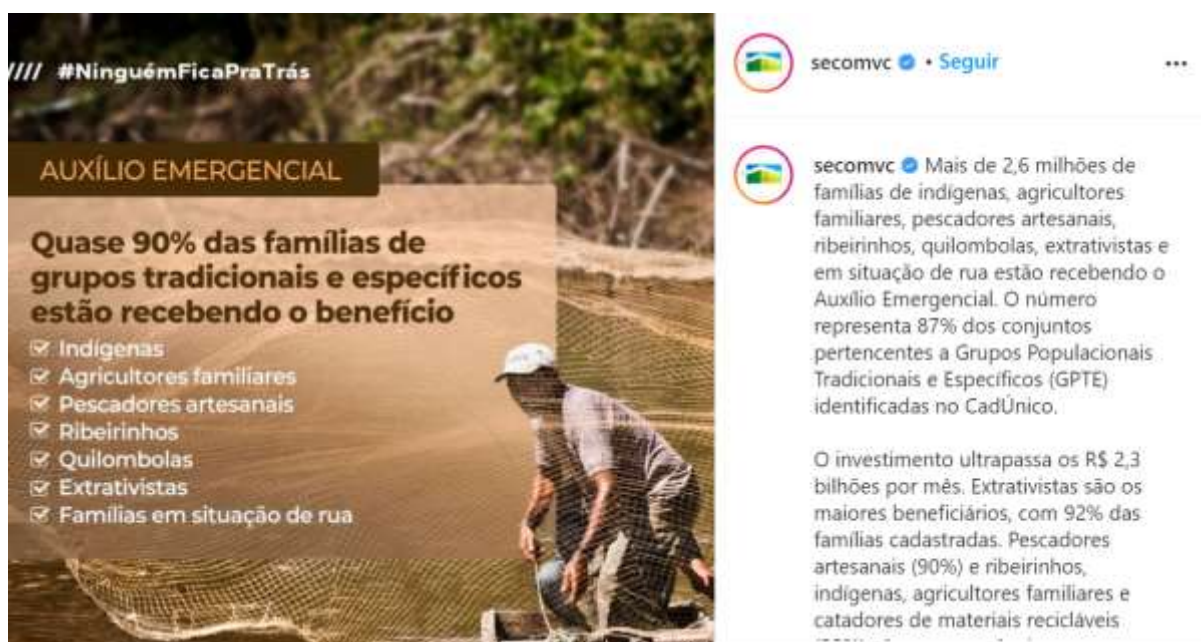 //// #NinguémFicaPraTrás
AUXÍLIO EMERGENCIAL
Quase 90% das famílias de
grupos tradicionais e específicos
estão recebendo o benefício
Indígenas
Agricultores familiares
Pescadores artesanais
Ribeirinhos
Quilombolas
Extrativistas
Famílias em situação de rua
secomvc • Seguir
secomvc Mais de 2,6 milhões de
famílias de indígenas, agricultores
familiares, pescadores artesanais,
ribeirinhos, quilombolas, extrativistas e
em situação de rua estão recebendo o
Auxílio Emergencial. O número
representa 87% dos conjuntos
pertencentes a Grupos Populacionais
Tradicionais e Específicos (GPTE)
identificadas no CadÚnico.
O investimento ultrapassa os R$ 2,3
bilhões por mês. Extrativistas são os
maiores beneficiários, com 92% das
famílias cadastradas. Pescadores
artesanais (90%) e ribeirinhos,
indígenas, agricultores familiares e
catadores de materiais recicláveis